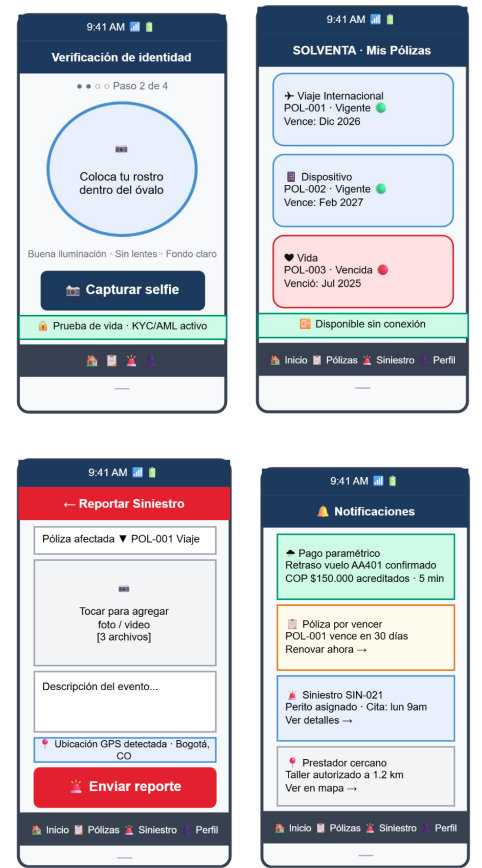 9:41 AM
Verificación de identidad
Paso 2 de 4
Coloca tu rostro
dentro del óvalo
Buena iluminación · Sin lentes · Fondo claro
📸 Capturar selfie
🔒 Prueba de vida · KYC/AML activo
9:41 AM
SOLVENTA · Mis Pólizas
✈ Viaje Internacional
POL-001 · Vigente 🟢
Vence: Dic 2026
Dispositivo
POL-002 · Vigente 🟢
Vence: Feb 2027
♥ Vida
POL-003 · Vencida 🔴
Venció: Jul 2025
Disponible sin conexión
Inicio Pólizas Siniestro Perfil
9:41 AM
← Reportar Siniestro
Póliza afectada ▼ POL-001 Viaje
Tocar para agregar
foto / video
[3 archivos]
Descripción del evento...
📍 Ubicación GPS detectada · Bogotá,
CO
🚨 Enviar reporte
Inicio Pólizas Siniestro Perfil
9:41 AM
🔔 Notificaciones
Pago paramétrico
Retraso vuelo AA401 confirmado
COP $150.000 acreditados · 5 min
📋 Póliza por vencer
POL-001 vence en 30 días
Renovar ahora →
🚨 Siniestro SIN-021
Perito asignado · Cita: lun 9am
Ver detalles →
📍 Prestador cercano
Taller autorizado a 1.2 km
Ver en mapa →
Inicio Pólizas Siniestro Perfil